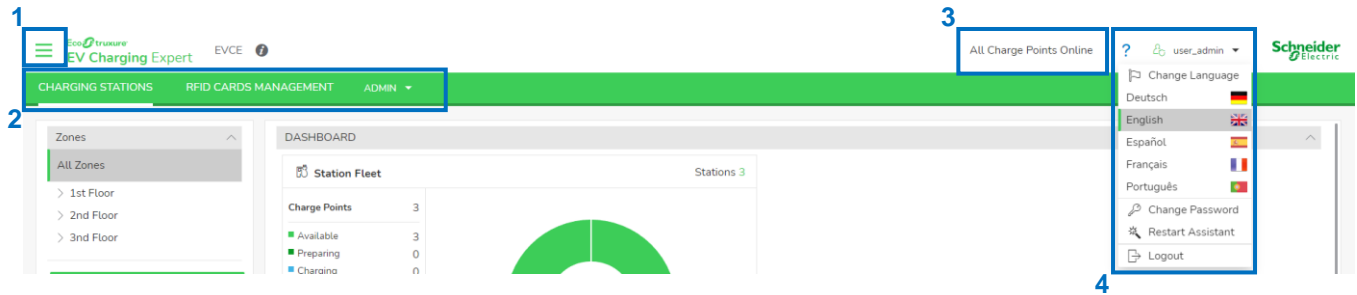 1
3
EcoStruxure
EV Charging Expert
EVCE
All Charge Points Online
? user_admin
Schneider
Electric
CHARGING STATIONS RFID CARDS MANAGEMENT ADMIN
2
Change Language
Deutsch
English
Español
Français
Português
Change Password
Restart Assistant
Logout
4
Zones
All Zones
1st Floor
2nd Floor
3nd Floor
DASHBOARD
Station Fleet Stations 3
Charge Points 3
Available 3
Preparing 0
Charging 0